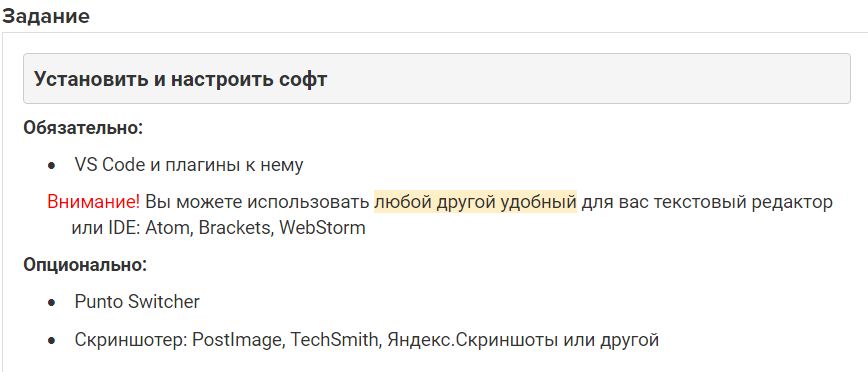 Задание
Установить и настроить софт
Обязательно:
• VS Code и плагины к нему
Внимание! Вы можете использовать любой другой удобный для вас текстовый редактор
или IDE: Atom, Brackets, WebStorm
Опционально:
• Punto Switcher
• Скриншотер: PostImage, TechSmith, Яндекс.Скриншоты или другой